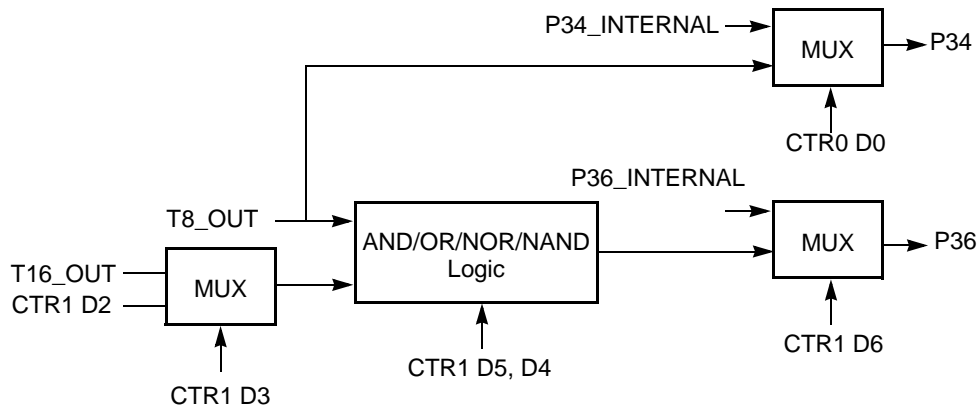 P34_INTERNAL
MUX
P34
CTR0 D0
P36_INTERNAL
T8_OUT
AND/OR/NOR/NAND
Logic
MUX
P36
T16_OUT
CTR1 D2
MUX
CTR1 D5, D4
CTR1 D6
CTR1 D3